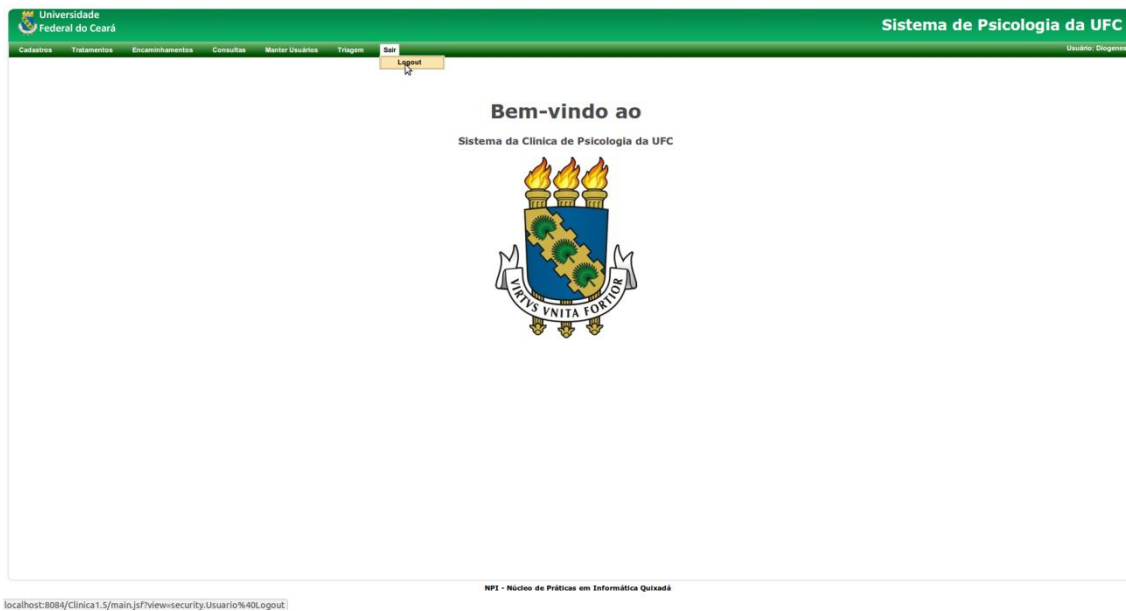 Universidade
Federal do Ceará
Sistema de Psicologia da UFC
Cadastros Tratamentos Encaminhamentos Consultas Manter Usuários Triagem Sair
Usuário: Diogenes
Logout
Bem-vindo ao
Sistema da Clinica de Psicologia da UFC
VIRTVS VNITA FORTIOR
NPI - Núcleo de Práticas em Informática Quixadá
localhost:8084/Clinica1.5/main.jsf?view=security.Usuario%40Logout